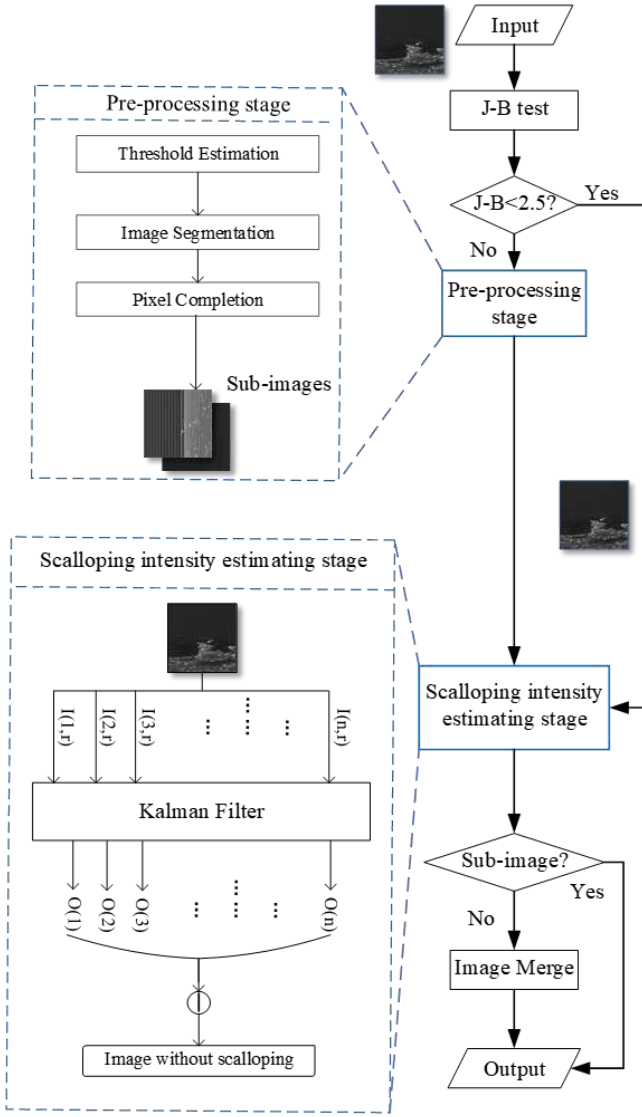 Input
J-B test
J-B<2.5?
Yes
No
Pre-processing
stage
Pre-processing stage
Threshold Estimation
Image Segmentation
Pixel Completion
Sub-images
Scalloping intensity estimating stage
I(1,r)
I(2,r)
I(3,r)
...
......
...
I(n,r)
Kalman Filter
O(1)
O(2)
O(3)
...
......
...
O(n)
Image without scalloping
Scalloping intensity
estimating stage
Sub-image?
Yes
No
Image Merge
Output